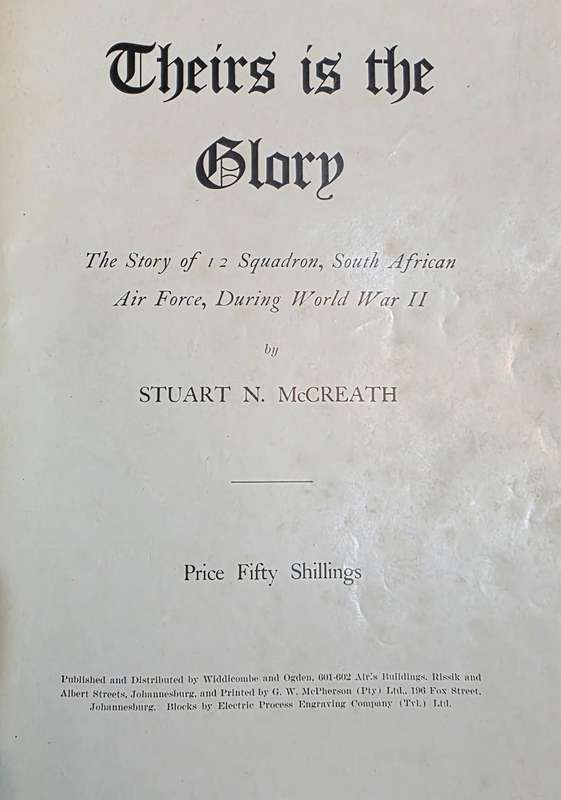 Theirs is the
Glory
The Story of 12 Squadron, South African
Air Force, During World War II
by
STUART N. McCREATH
Price Fifty Shillings
Published and Distributed by Widdicombe and Ogden, 601-602 Buildings, Rissik and
Albert Streets, Johannesburg, and Printed by G. W. McPherson (Pty) Ltd., 196 Fox Street,
Johannesburg. Blocks by Electric Process Engraving Company (Tvl.) Ltd.